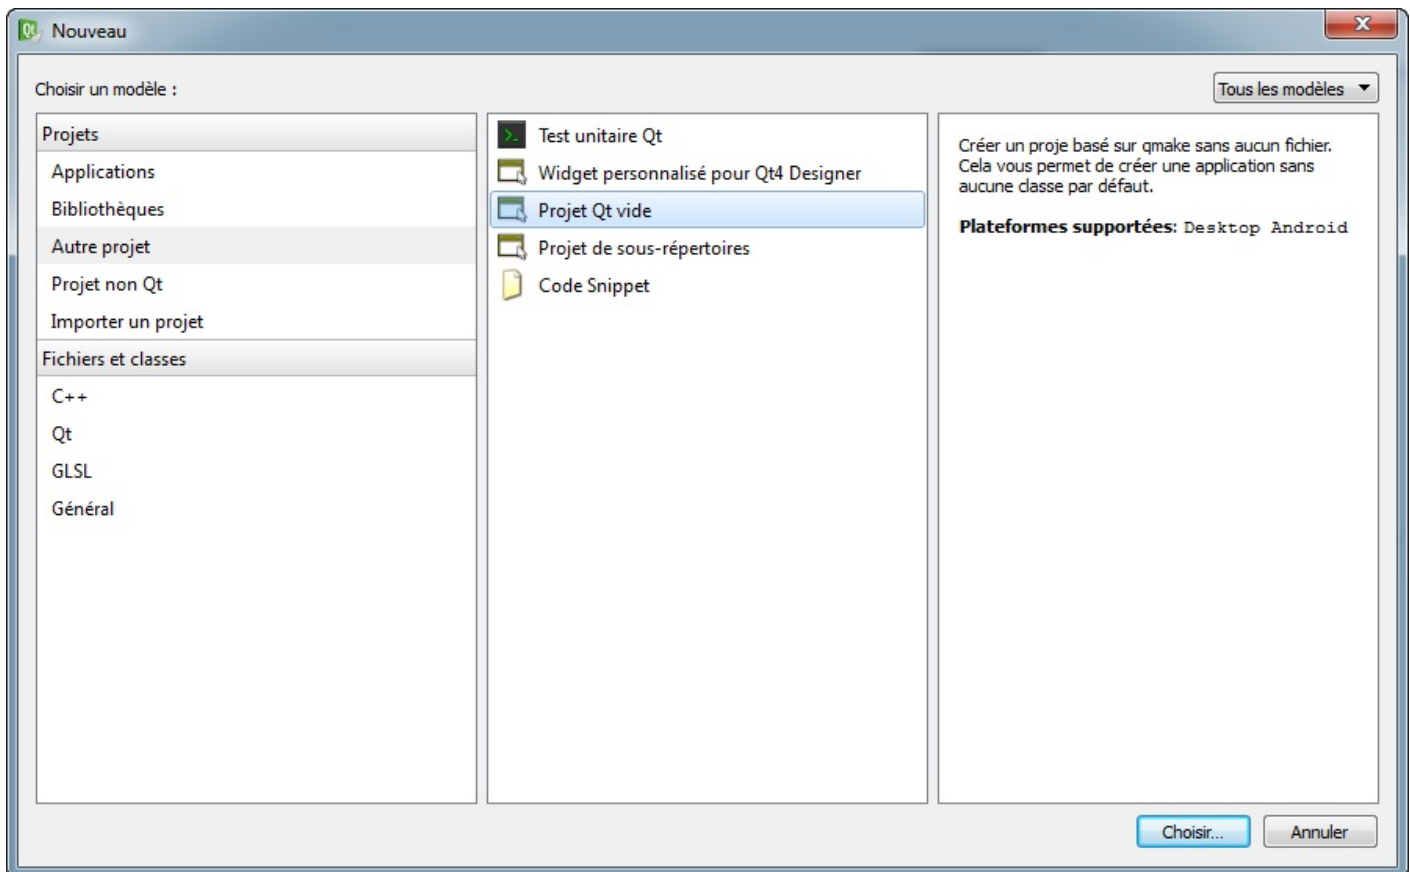 Nouveau
Choisir un modèle :
Tous les modèles
Projets
Applications
Bibliothèques
Autre projet
Projet non Qt
Importer un projet
Fichiers et classes
C++
Qt
GLSL
Général
Test unitaire Qt
Widget personnalisé pour Qt4 Designer
Projet Qt vide
Projet de sous-répertoires
Code Snippet
Créer un proje basé sur qmake sans aucun fichier.
Cela vous permet de créer une application sans
aucune classe par défaut.
Plateformes supportées: Desktop Android
Choisir...
Annuler